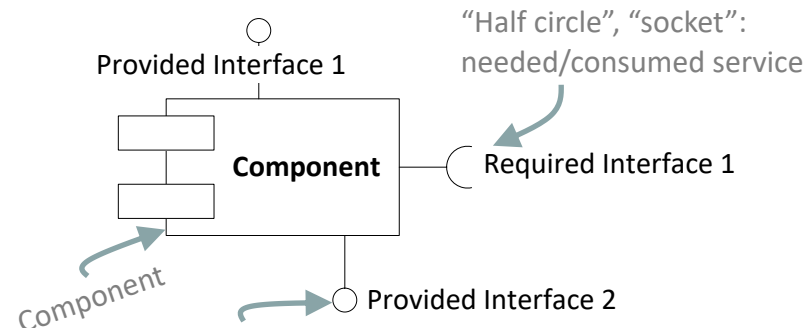 “Half circle”, “socket”:
needed/consumed service
Provided Interface 1
Component
Required Interface 1
Component
Provided Interface 2